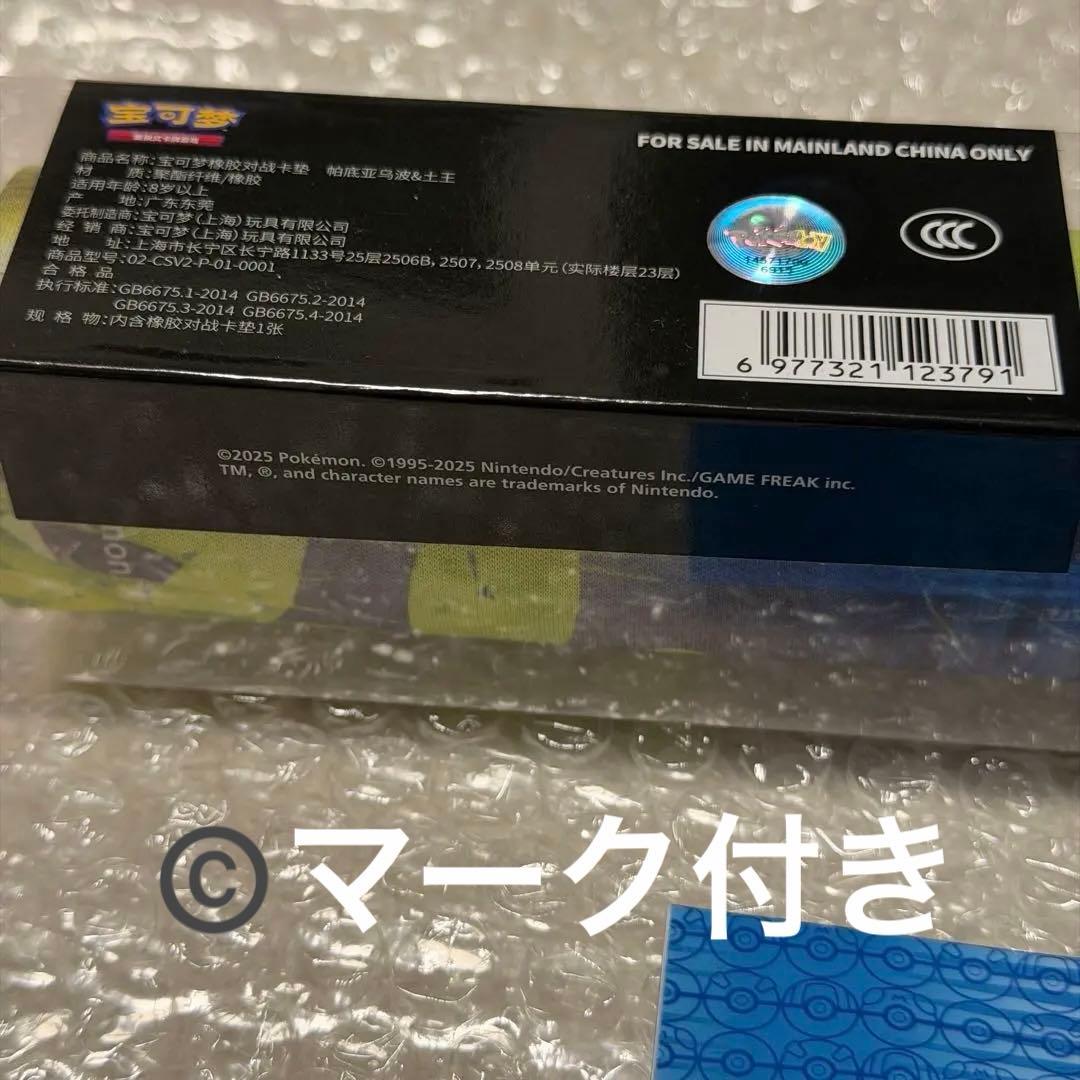 宝可梦
集换式卡牌游戏
FOR SALE IN MAINLAND CHINA ONLY
商品名称:宝可梦橡胶对战卡垫 帕底亚乌波&土王
材 质:聚酯纤维/橡胶
适用年龄:8岁以上
产 地:广东东莞
委托制造商:宝可梦(上海)玩具有限公司
经 销 商:宝可梦(上海)玩具有限公司
地 址:上海市长宁区长宁路1133号25层2506B, 2507, 2508单元(实际楼层23层)
商品型号:02-CSV2-P-01-0001
合 格 品
执行标准:GB6675.1-2014 GB6675.2-2014
GB6675.3-2014 GB6675.4-2014
规 格 物:内含橡胶对战卡垫1张
CCC
6 977321 123791
©2025 Pokémon. ©1995-2025 Nintendo/Creatures Inc./GAME FREAK inc.
TM, ®, and character names are trademarks of Nintendo.
mon
©マーク付き